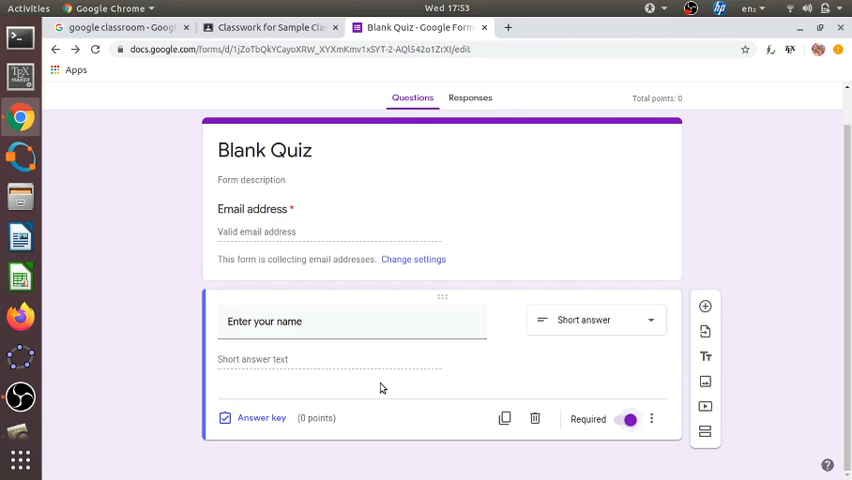 Activities Google Chrome Wed 17:53 en₂
google classroom - Goog Classwork for Sample Cla Blank Quiz - Google Form
docs.google.com/forms/d/1jZoTbQkYCayoXRW_XYXmKmv1xSYT-2-AQl542o1ZrXI/edit
Apps
Questions Responses Total points: 0
Blank Quiz
Form description
Email address *
Valid email address
This form is collecting email addresses. Change settings
Enter your name Short answer
Short answer text
Answer key (0 points) Required